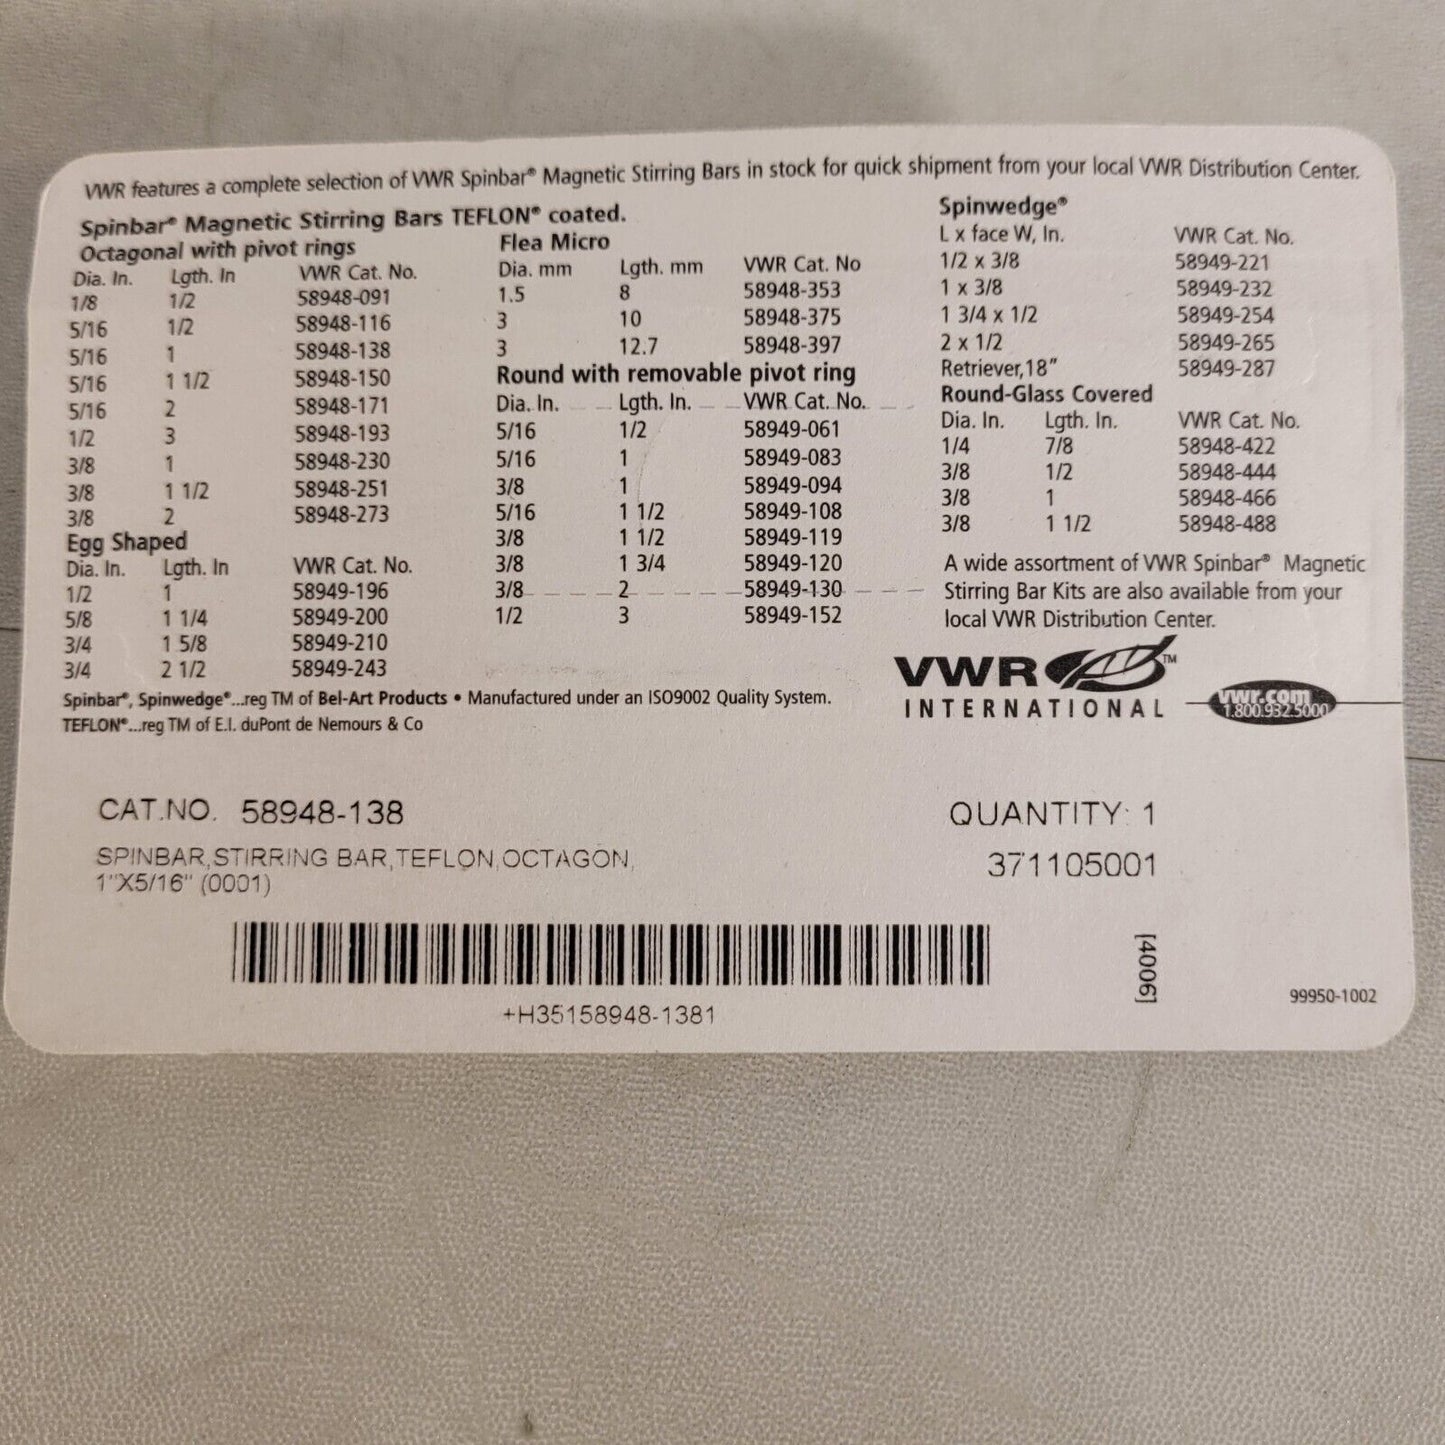 VWR features a complete selection of VWR Spinbar® Magnetic Stirring Bars in stock for quick shipment from your local VWR Distribution Center.
Spinbar® Magnetic Stirring Bars TEFLON® coated.
Octagonal with pivot rings
Dia. In. Lgth. In VWR Cat. No.
1/8 1/2 58948-091
5/16 1/2 58948-116
5/16 1 58948-138
5/16 1 1/2 58948-150
5/16 2 58948-171
1/2 3 58948-193
3/8 1 58948-230
3/8 1 1/2 58948-251
3/8 2 58948-273
Egg Shaped
Dia. In. Lgth. In VWR Cat. No.
1/2 1 58949-196
5/8 1 1/4 58949-200
3/4 1 5/8 58949-210
3/4 2 1/2 58949-243
Flea Micro
Dia. mm Lgth. mm VWR Cat. No
1.5 8 58948-353
3 10 58948-375
3 12.7 58948-397
Round with removable pivot ring
Dia. In. Lgth. In. VWR Cat. No.
5/16 1/2 58949-061
5/16 1 58949-083
3/8 1 58949-094
5/16 1 1/2 58949-108
3/8 1 1/2 58949-119
3/8 1 3/4 58949-120
3/8 2 58949-130
1/2 3 58949-152
Spinwedge®
L x face W, In. VWR Cat. No.
1/2 x 3/8 58949-221
1 x 3/8 58949-232
1 3/4 x 1/2 58949-254
2 x 1/2 58949-265
Retriever,18" 58949-287
Round-Glass Covered
Dia. In. Lgth. In. VWR Cat. No.
1/4 7/8 58948-422
3/8 1/2 58948-444
3/8 1 58948-466
3/8 1 1/2 58948-488
A wide assortment of VWR Spinbar® Magnetic
Stirring Bar Kits are also available from your
local VWR Distribution Center.
Spinbar®, Spinwedge®...reg TM of Bel-Art Products • Manufactured under an ISO9002 Quality System.
TEFLON®...reg TM of E.I. duPont de Nemours & Co
VWR™
INTERNATIONAL
vwr.com
1.800.932.5000
CAT.NO. 58948-138
QUANTITY: 1
SPINBAR,STIRRING BAR,TEFLON,OCTAGON,
1"X5/16" (0001)
371105001
+H35158948-1381
[4006]
99950-1002